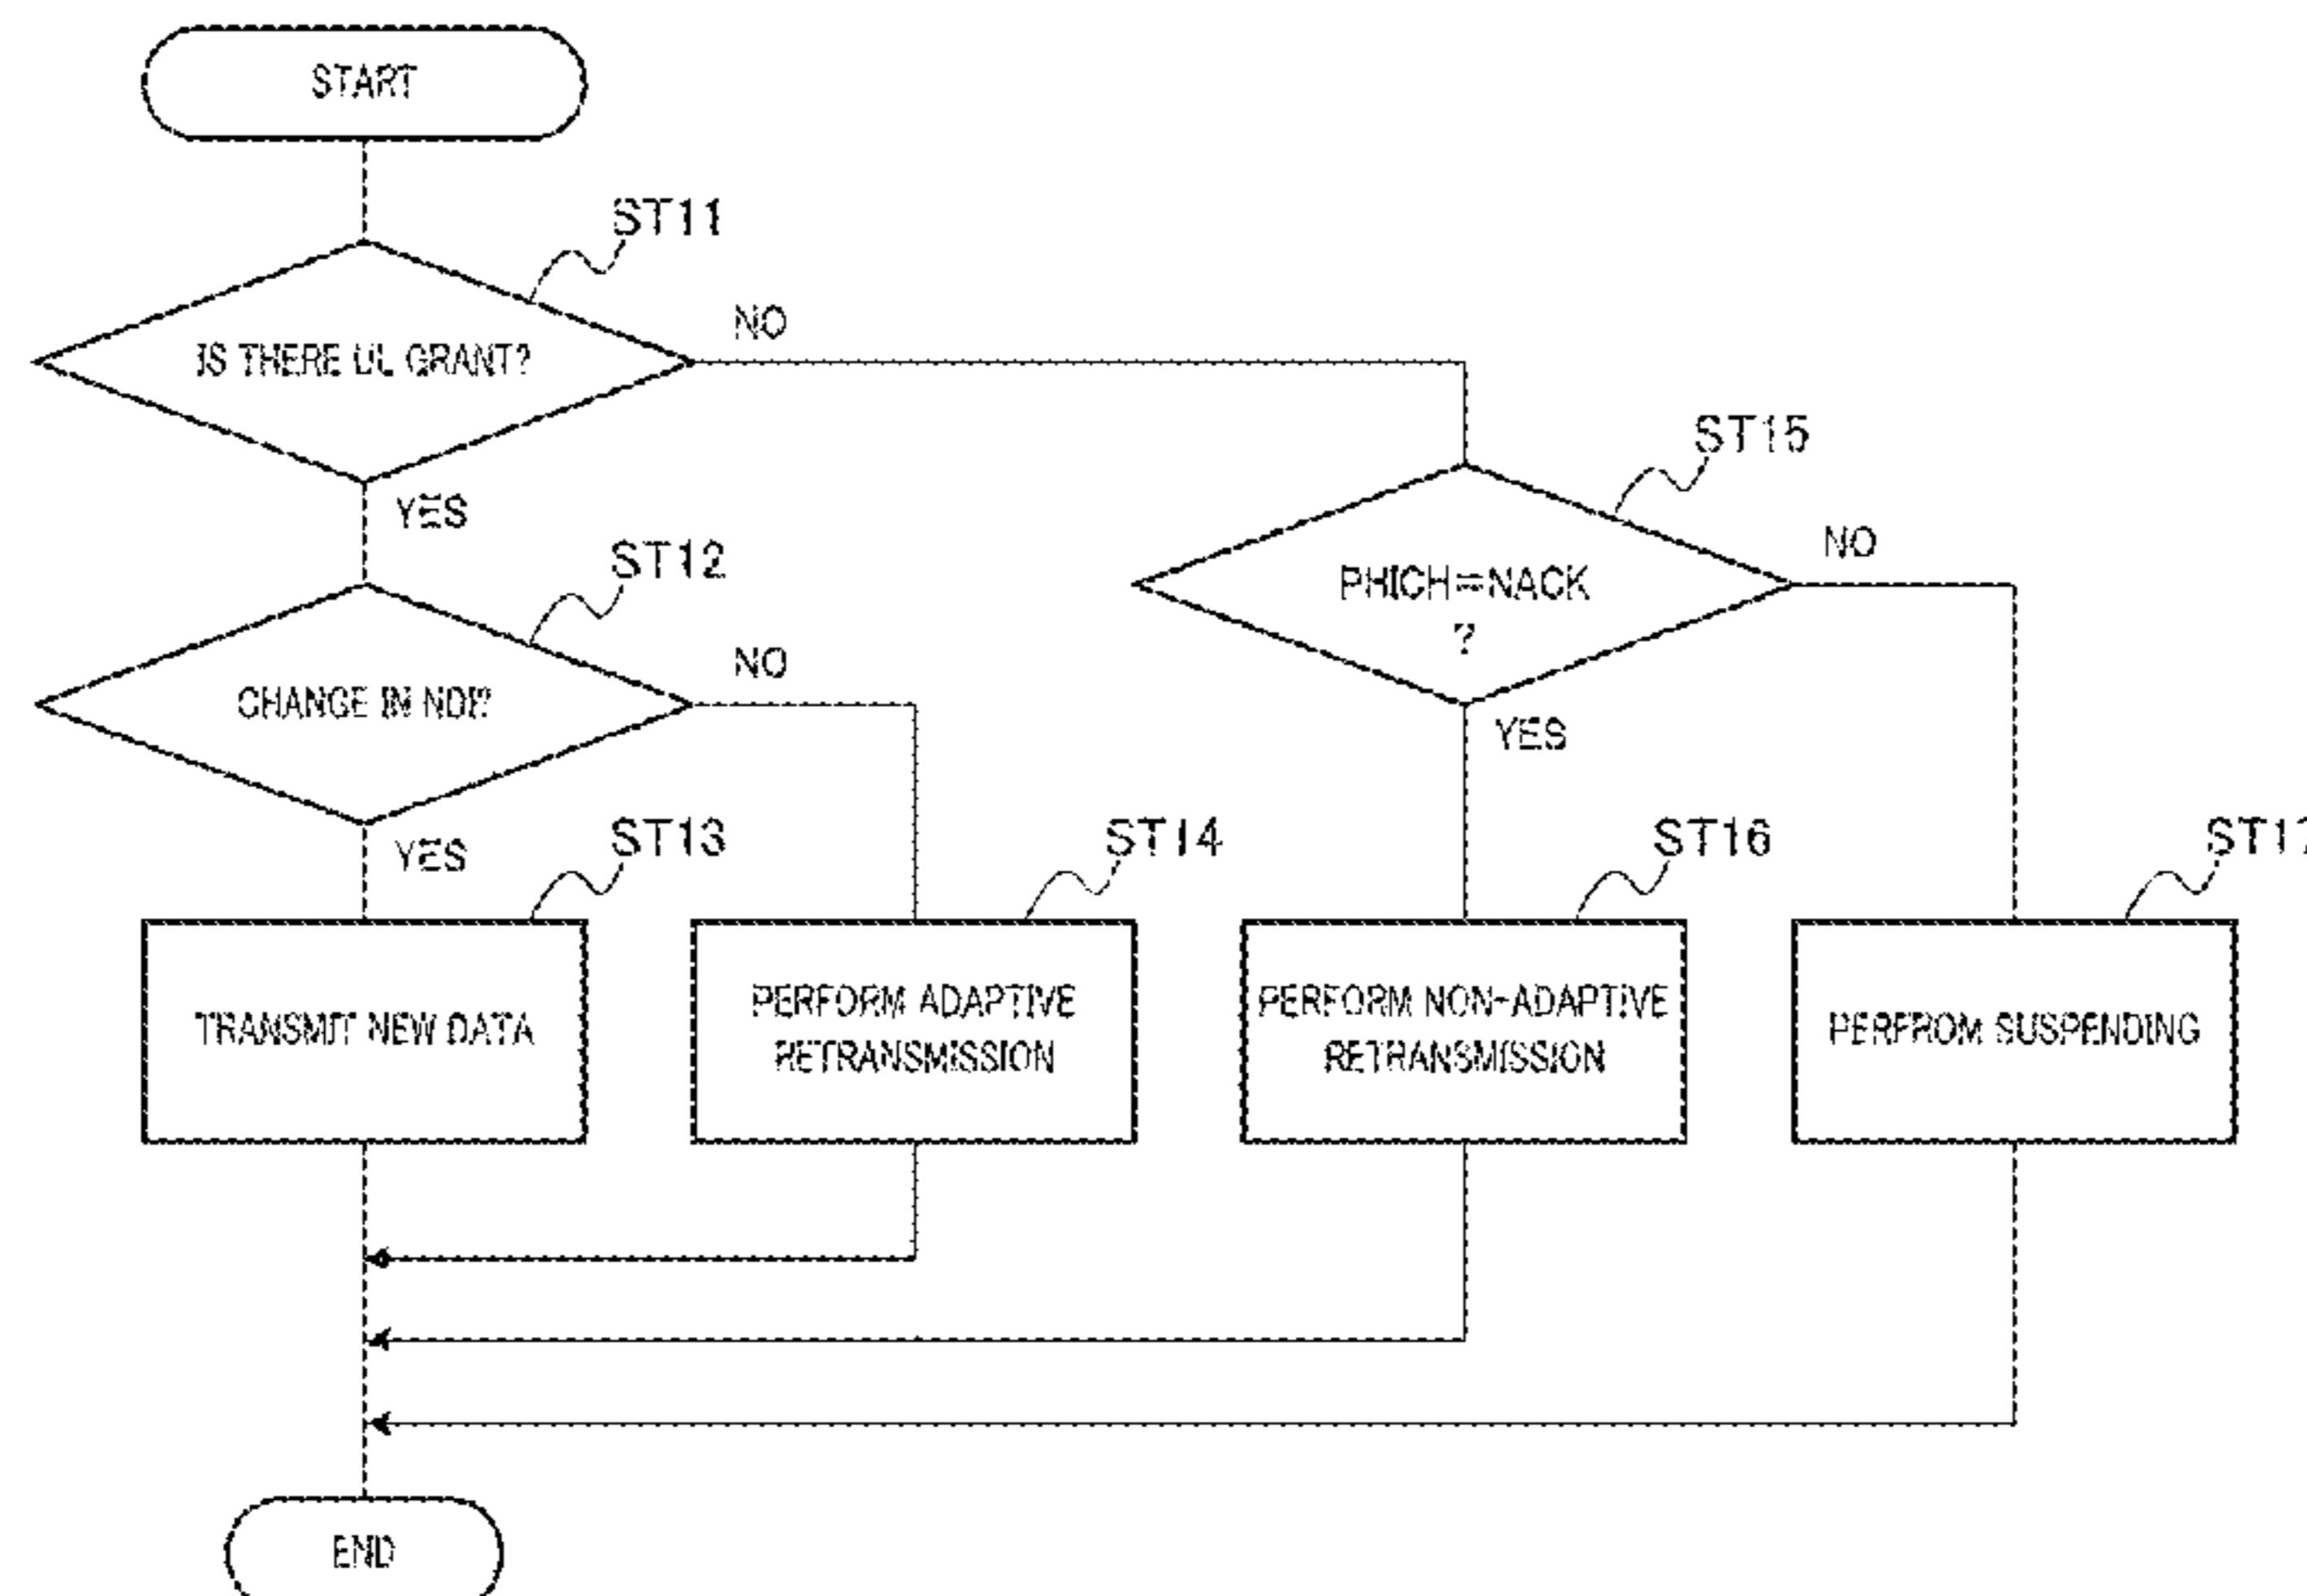 START
ST11
IS THERE UL GRANT?
NO
YES
ST15
PHICH=NACK
?
NO
YES
ST12
CHANGE IN NDI?
NO
YES
ST13
TRANSMIT NEW DATA
ST14
PERFORM ADAPTIVE
RETRANSMISSION
ST16
PERFORM NON-ADAPTIVE
RETRANSMISSION
ST17
PERFROM SUSPENDING
END